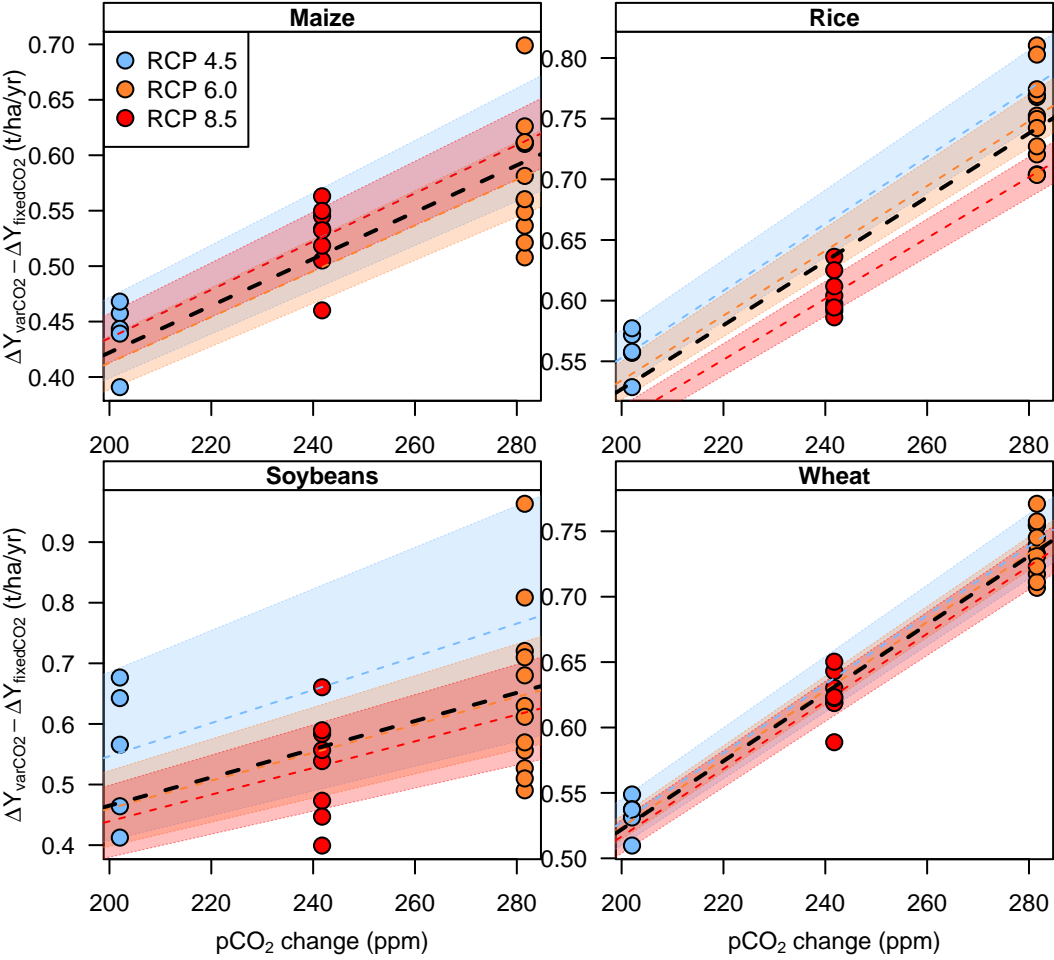 Maize
Rice
RCP 4.5
RCP 6.0
RCP 8.5
ΔY_varCO2 − ΔY_fixedCO2 (t/ha/yr)
0.70
0.65
0.60
0.55
0.50
0.45
0.40
200 220 240 260 280
0.80
0.75
0.70
0.65
0.60
0.55
200 220 240 260 280
Soybeans
Wheat
ΔY_varCO2 − ΔY_fixedCO2 (t/ha/yr)
0.9
0.8
0.7
0.6
0.5
0.4
200 220 240 260 280
pCO₂ change (ppm)
0.75
0.70
0.65
0.60
0.55
0.50
200 220 240 260 280
pCO₂ change (ppm)